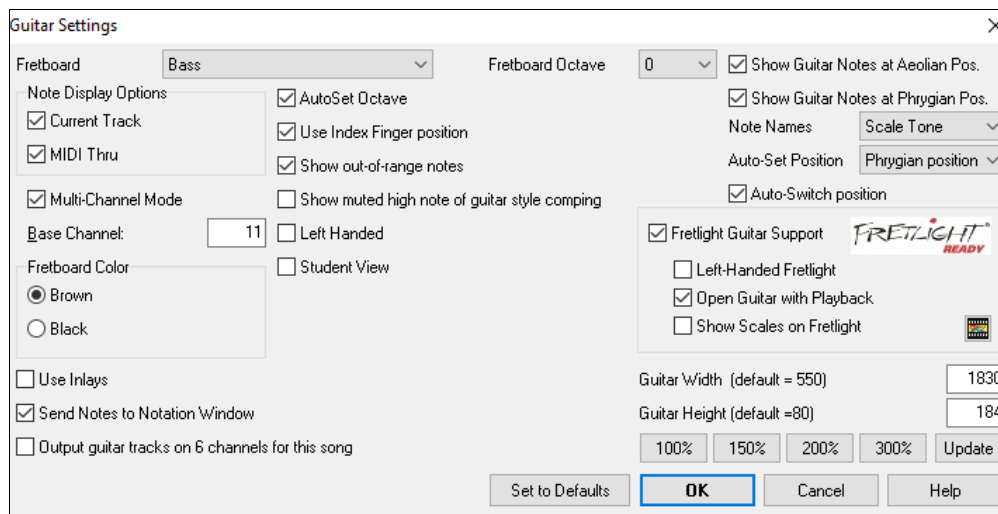 Guitar Settings
Fretboard Bass Fretboard Octave 0 Show Guitar Notes at Aeolian Pos.
Note Display Options AutoSet Octave Show Guitar Notes at Phrygian Pos.
Current Track Use Index Finger position Note Names Scale Tone
MIDI Thru Show out-of-range notes Auto-Set Position Phrygian position
Multi-Channel Mode Show muted high note of guitar style comping Auto-Switch position
Base Channel: 11 Left Handed Fretlight Guitar Support FRETLIGHT READY
Fretboard Color Student View Left-Handed Fretlight
Brown Open Guitar with Playback
Black Show Scales on Fretlight
Use Inlays Guitar Width (default = 550) 1830
Send Notes to Notation Window Guitar Height (default =80) 184
Output guitar tracks on 6 channels for this song 100% 150% 200% 300% Update
Set to Defaults OK Cancel Help